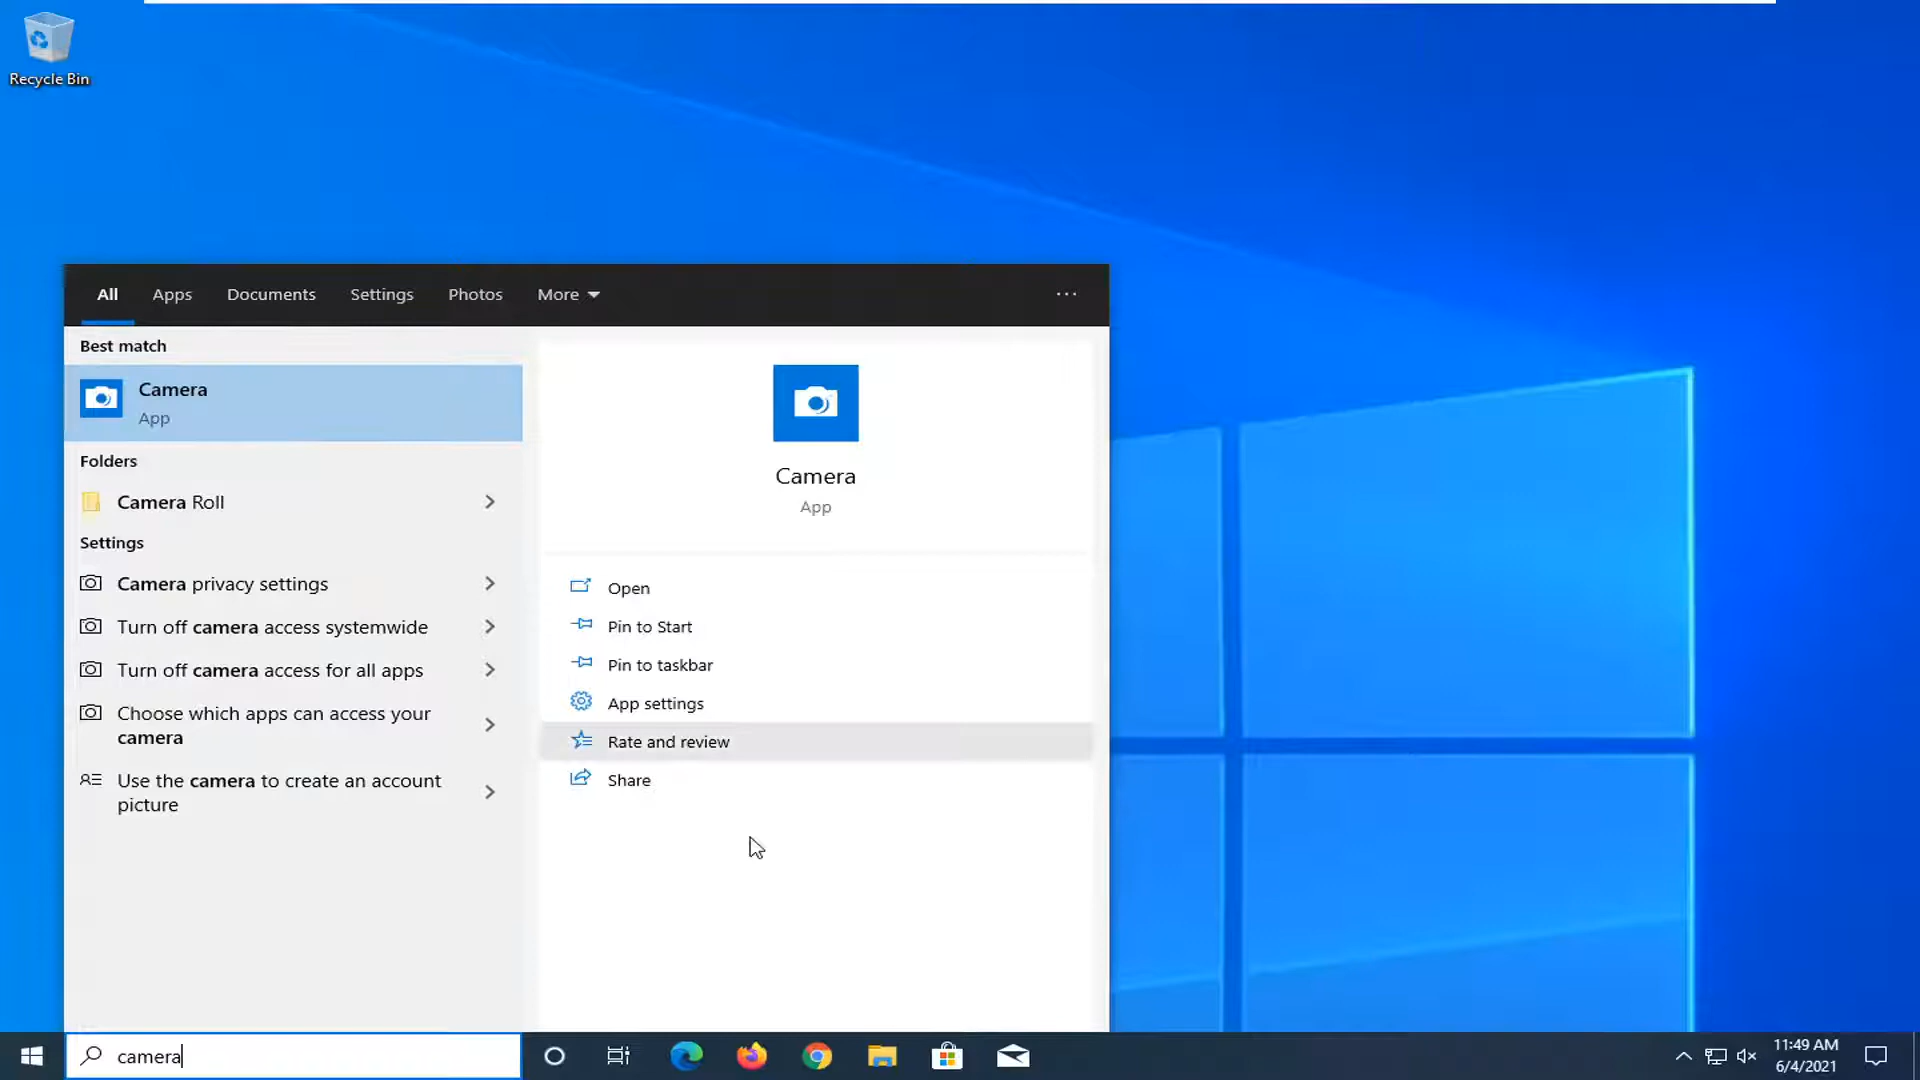 Recycle Bin
All Apps Documents Settings Photos More ...
Best match
Camera
App
Folders
Camera Roll
Settings
Camera privacy settings
Turn off camera access systemwide
Turn off camera access for all apps
Choose which apps can access your
camera
Use the camera to create an account
picture
Camera
App
Open
Pin to Start
Pin to taskbar
App settings
Rate and review
Share
camera
11:49 AM
6/4/2021